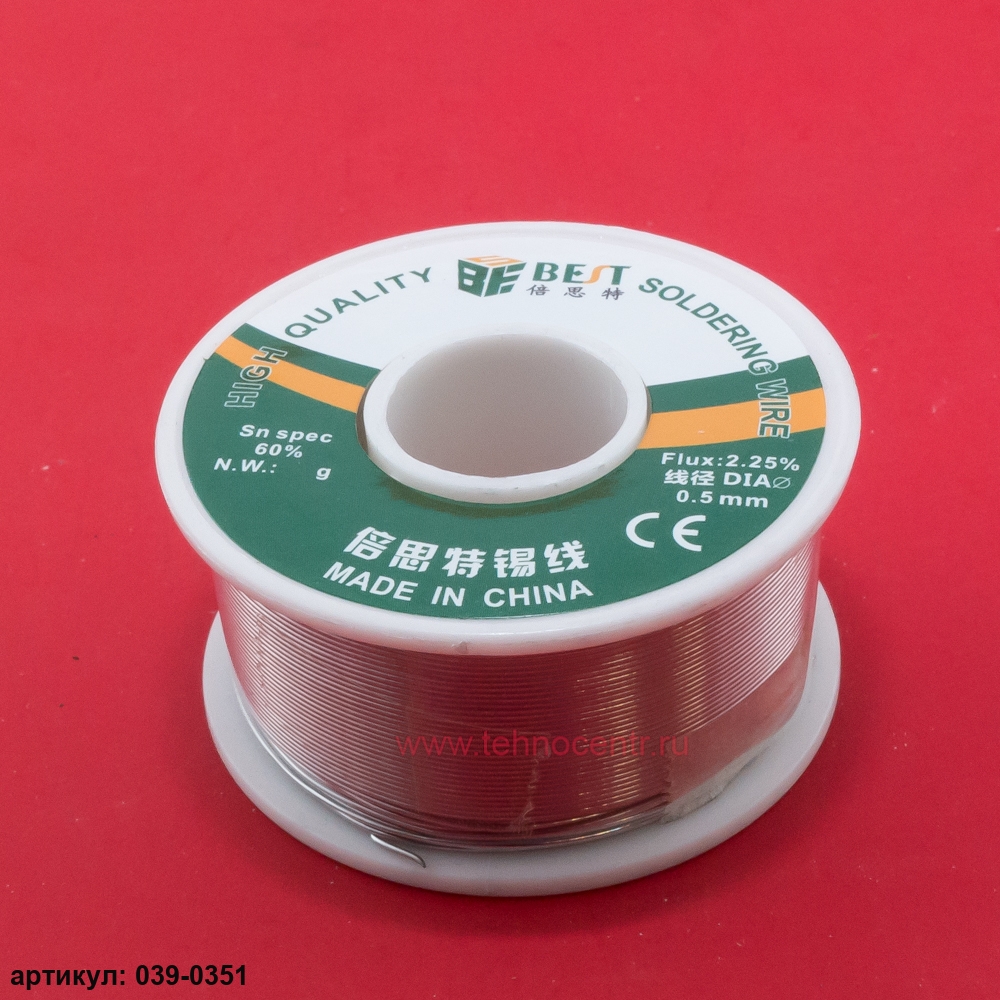 HIGH QUALITY BEST SOLDERING WIRE
倍思特
Sn spec
60%
N.W.: g
Flux:2.25%
线径 DIA∅
0.5mm
CE
倍思特锡线
MADE IN CHINA
www.tehnocentr.ru
артикул: 039-0351